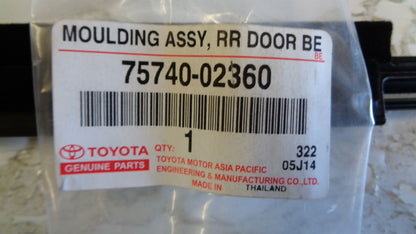 MOULDING ASSY, RR DOOR BE
BE
75740-02360
TOYOTA
GENUINE PARTS
QTY:
1
322
05J14
TOYOTA MOTOR ASIA PACIFIC
ENGINEERING & MANUFACTURING CO.,LTD.
MADE IN THAILAND